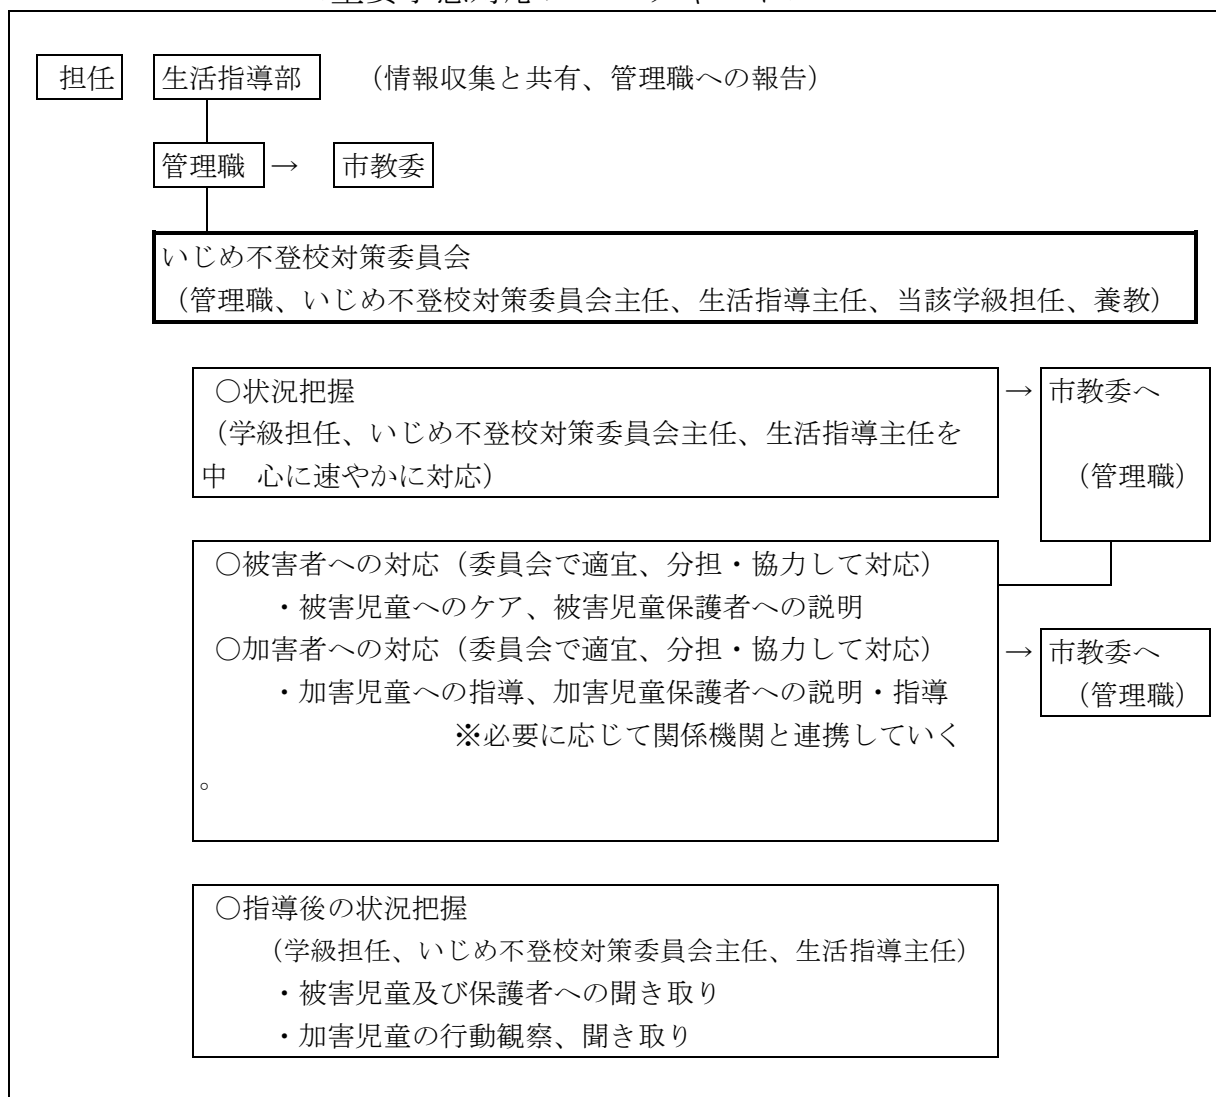 担任 生活指導部 （情報収集と共有、管理職への報告）
管理職 → 市教委
いじめ不登校対策委員会
（管理職、いじめ不登校対策委員会主任、生活指導主任、当該学級担任、養教）
○状況把握
（学級担任、いじめ不登校対策委員会主任、生活指導主任を
中　心に速やかに対応）
→ 市教委へ
（管理職）
○被害者への対応（委員会で適宜、分担・協力して対応）
・被害児童へのケア、被害児童保護者への説明
○加害者への対応（委員会で適宜、分担・協力して対応）
・加害児童への指導、加害児童保護者への説明・指導
※必要に応じて関係機関と連携していく
。
→ 市教委へ
（管理職）
○指導後の状況把握
（学級担任、いじめ不登校対策委員会主任、生活指導主任）
・被害児童及び保護者への聞き取り
・加害児童の行動観察、聞き取り